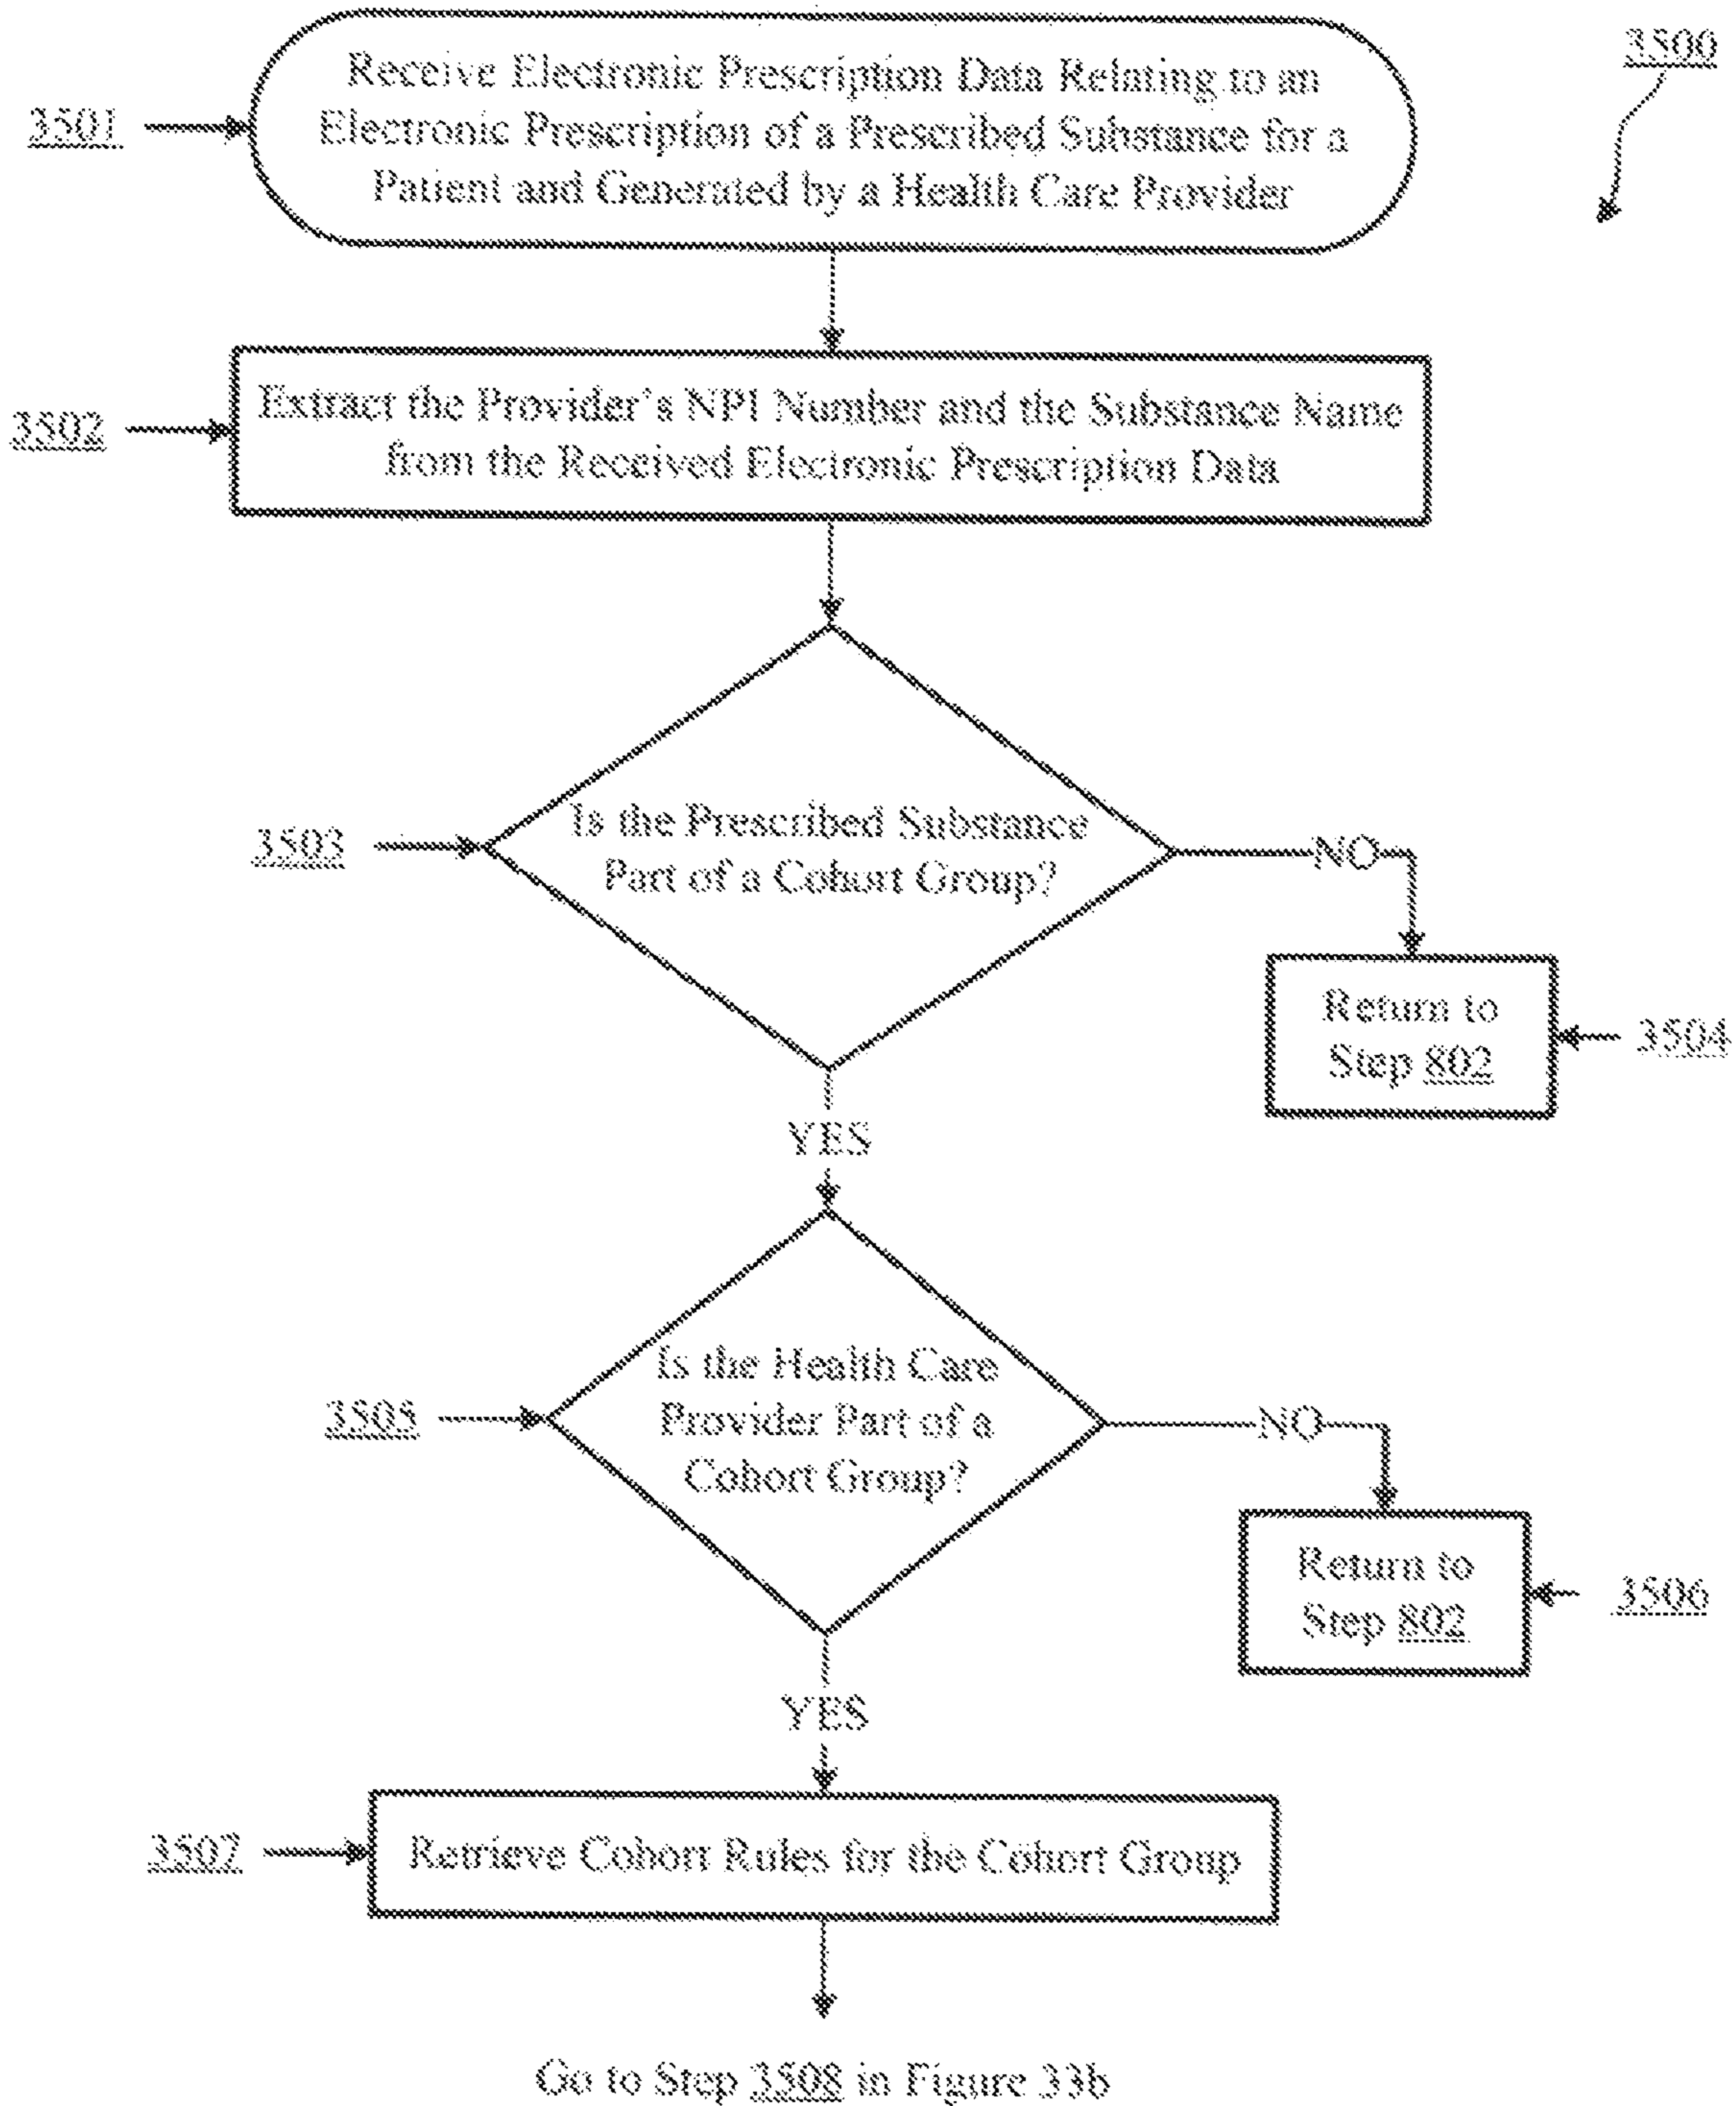 3500
Receive Electronic Prescription Data Relating to an
Electronic Prescription of a Prescribed Substance for a
Patient and Generated by a Health Care Provider
3501
Extract the Provider's NPI Number and the Substance Name
from the Received Electronic Prescription Data
3502
Is the Prescribed Substance
Part of a Cohort Group?
3503
NO
Return to
Step 802
3504
YES
Is the Health Care
Provider Part of a
Cohort Group?
3505
NO
Return to
Step 802
3506
YES
Retrieve Cohort Rules for the Cohort Group
3507
Go to Step 3508 in Figure 33b